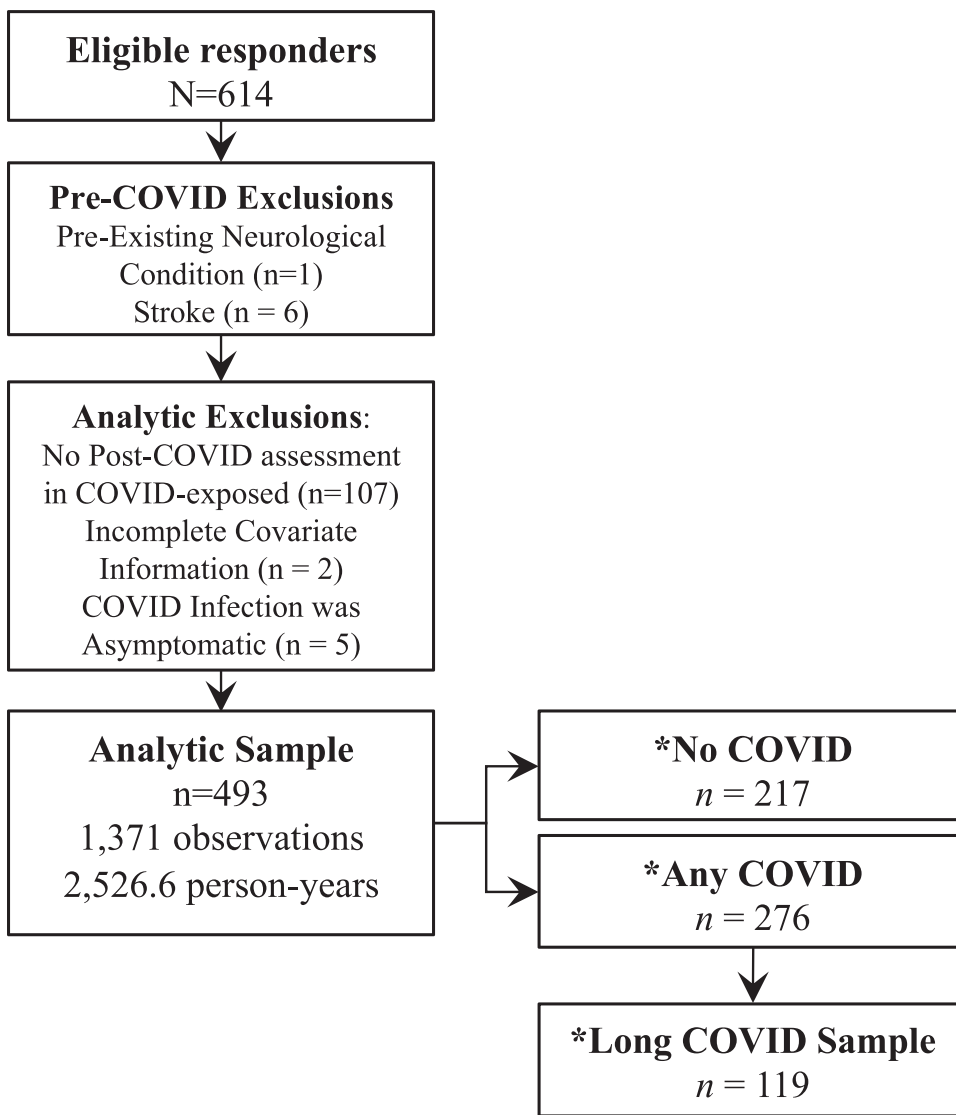 Eligible responders
N=614
Pre-COVID Exclusions
Pre-Existing Neurological
Condition (n=1)
Stroke (n = 6)
Analytic Exclusions:
No Post-COVID assessment
in COVID-exposed (n=107)
Incomplete Covariate
Information (n = 2)
COVID Infection was
Asymptomatic (n = 5)
Analytic Sample
n=493
1,371 observations
2,526.6 person-years
*No COVID
n = 217
*Any COVID
n = 276
*Long COVID Sample
n = 119